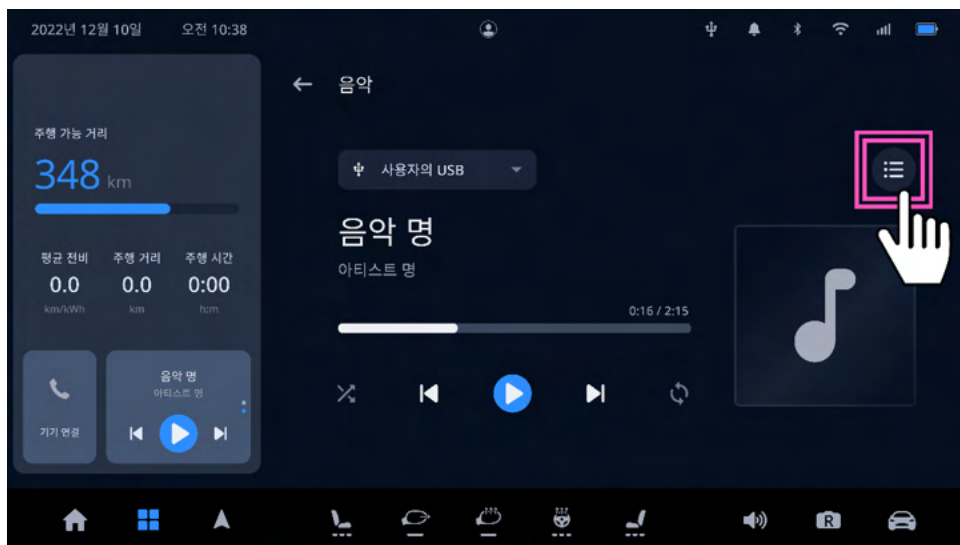 2022년 12월 10일 오전 10:38
← 음악
주행 가능 거리
348 km
평균 전비 주행 거리 주행 시간
0.0 0.0 0:00
km/kWh km h:m
기기 연결
음악 명
아티스트 명
사용자의 USB
음악 명
아티스트 명
0:16 / 2:15
R